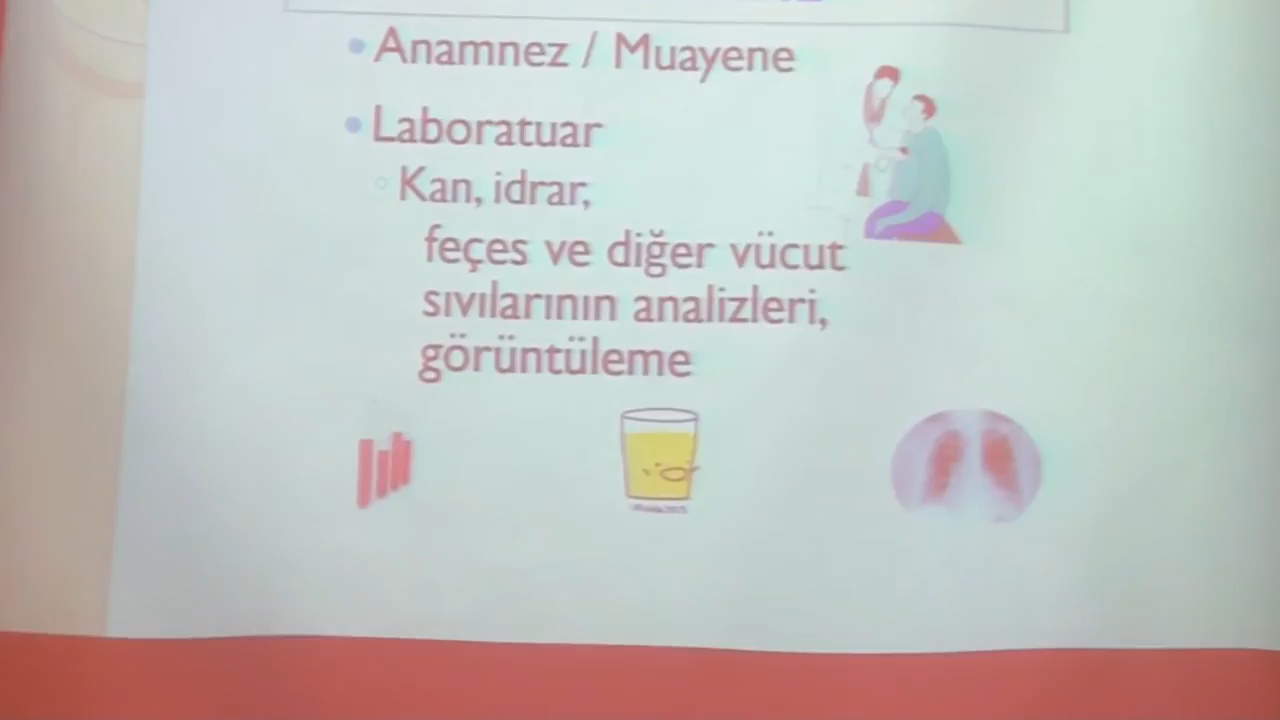 Anamnez / Muayene
Laboratuar
Kan, idrar,
feçes ve diğer vücut
sıvılarının analizleri,
görüntüleme